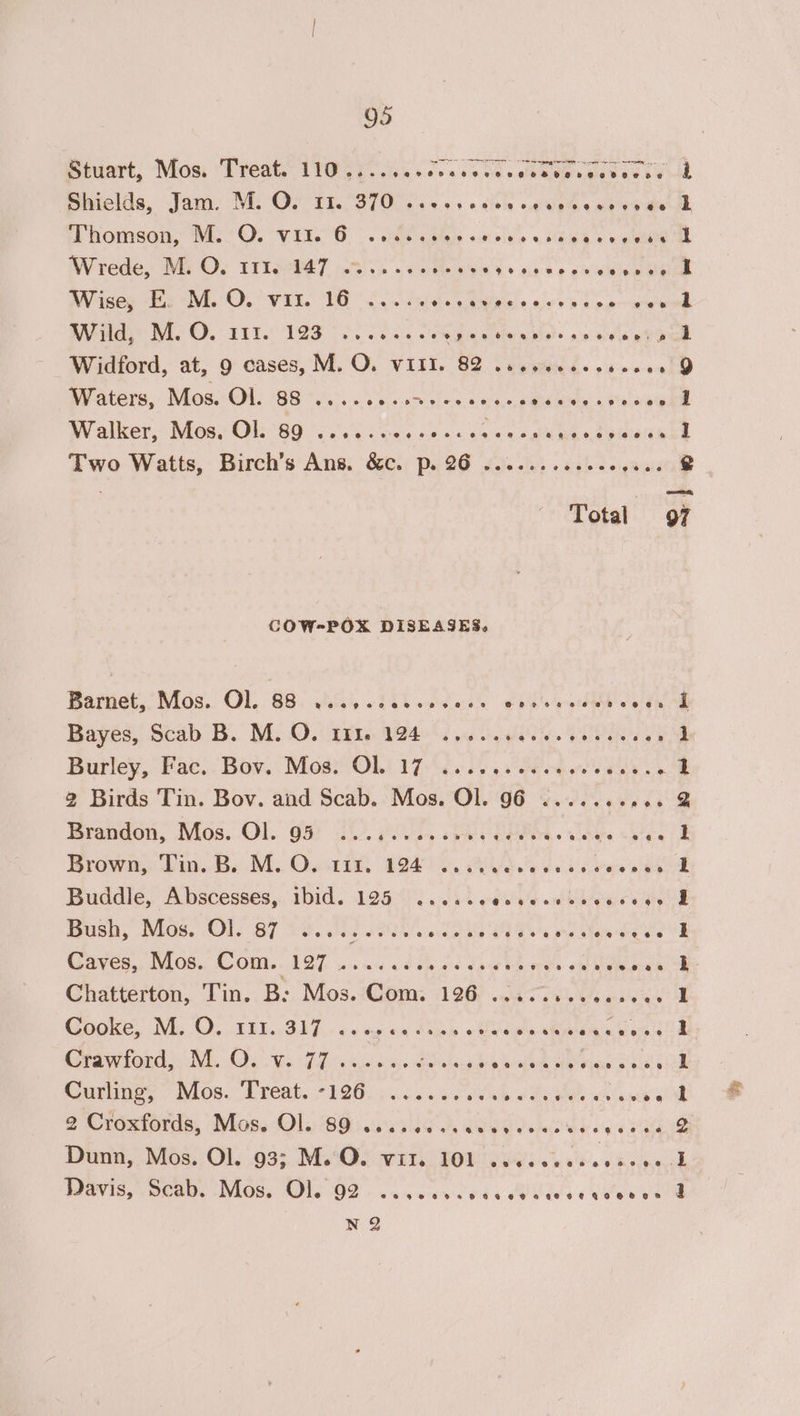 95
Stuart, Mos. Treat. 110 .............................. 1
Shields, Jam. M. O. II. 370 .......................... 1
Thomson, M. O. VII. 6 .............................. 1
Wrede, M. O. III. 147 .............................. 1
Wise, E. M. O. VII. 16 .............................. 1
Wild, M. O. III. 123 .............................. 1
Widford, at, 9 cases, M. O. VIII. 82 .............. 9
Waters, Mos. Ol. 88 .............................. 1
Walker, Mos. Ol. 89 .............................. 1
Two Watts, Birch's Ans. &c. p. 26 .................. 2
Total 97
COW-POX DISEASES.
Barnet, Mos. Ol. 88 .............................. 1
Bayes, Scab B. M. O. III. 124 ...................... 1
Burley, Fac. Bov. Mos. Ol. 17 ...................... 1
2 Birds Tin. Bov. and Scab. Mos. Ol. 96 .......... 2
Brandon, Mos. Ol. 95 .............................. 1
Brown, Tin. B. M. O. III. 124 ...................... 1
Buddle, Abscesses, ibid. 125 ...................... 1
Bush, Mos. Ol. 87 .............................. 1
Caves, Mos. Com. 127 .............................. 1
Chatterton, Tin. B: Mos. Com. 126 .................. 1
Cooke, M. O. III. 317 .............................. 1
Crawford, M. O. V. 77 .............................. 1
Curling, Mos. Treat. 126 .......................... 1
2 Croxfords, Mos. Ol. 89 .......................... 2
Dunn, Mos. Ol. 93; M. O. VII. 101 .................. 1
Davis, Scab. Mos. Ol. 92 .......................... 1
N 2